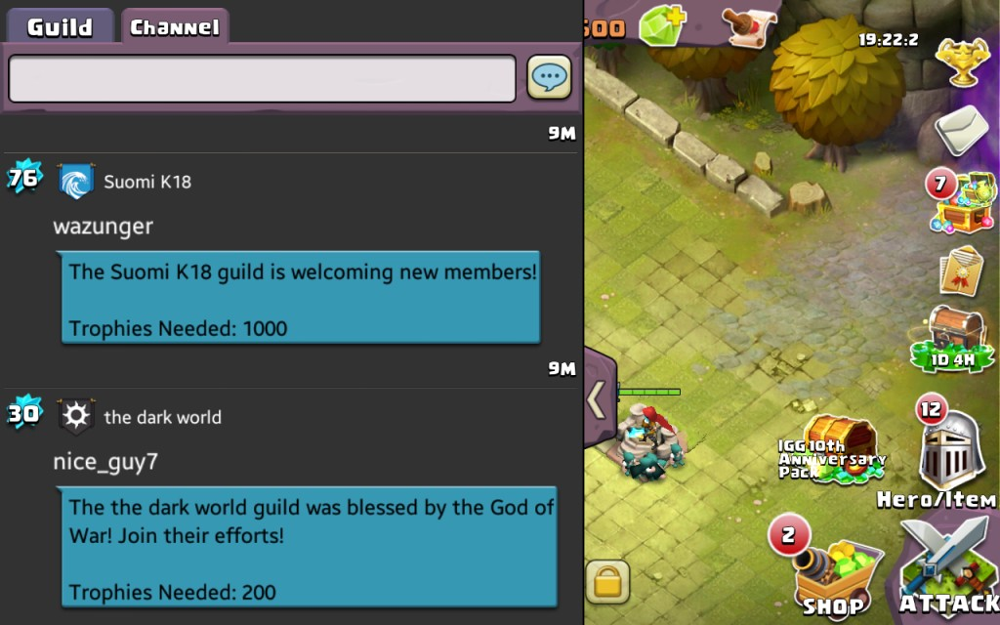 Guild
Channel
500
19:22:2
9M
76
Suomi K18
wazunger
The Suomi K18 guild is welcoming new members!
Trophies Needed: 1000
9M
30
the dark world
nice_guy7
The the dark world guild was blessed by the God of
War! Join their efforts!
Trophies Needed: 200
7
1D 4H
12
IGG 10th
Anniversary
Pack
Hero/Item
2
SHOP
ATTACK